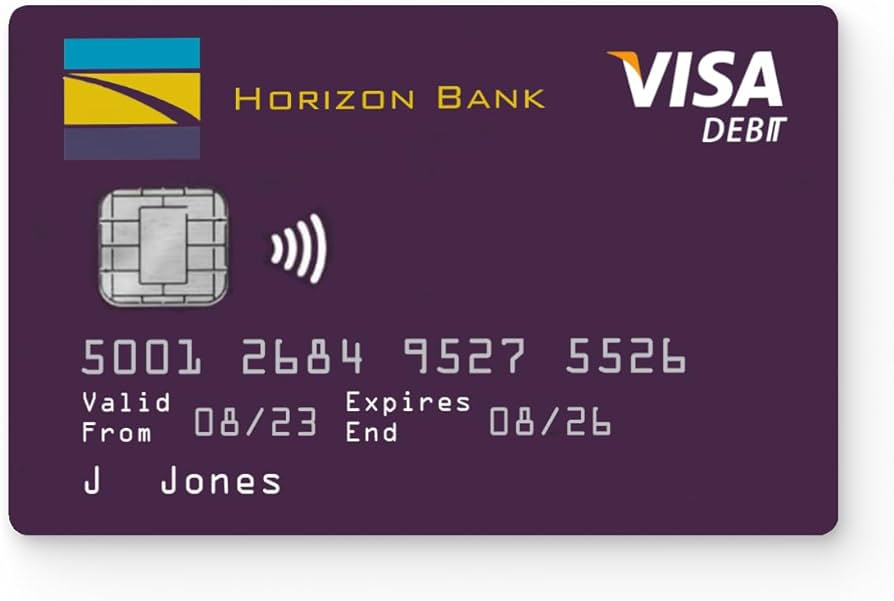 HORIZON BANK
VISA
DEBIT
5001 2684 9527 5526
Valid From 08/23 Expires End 08/26
J Jones